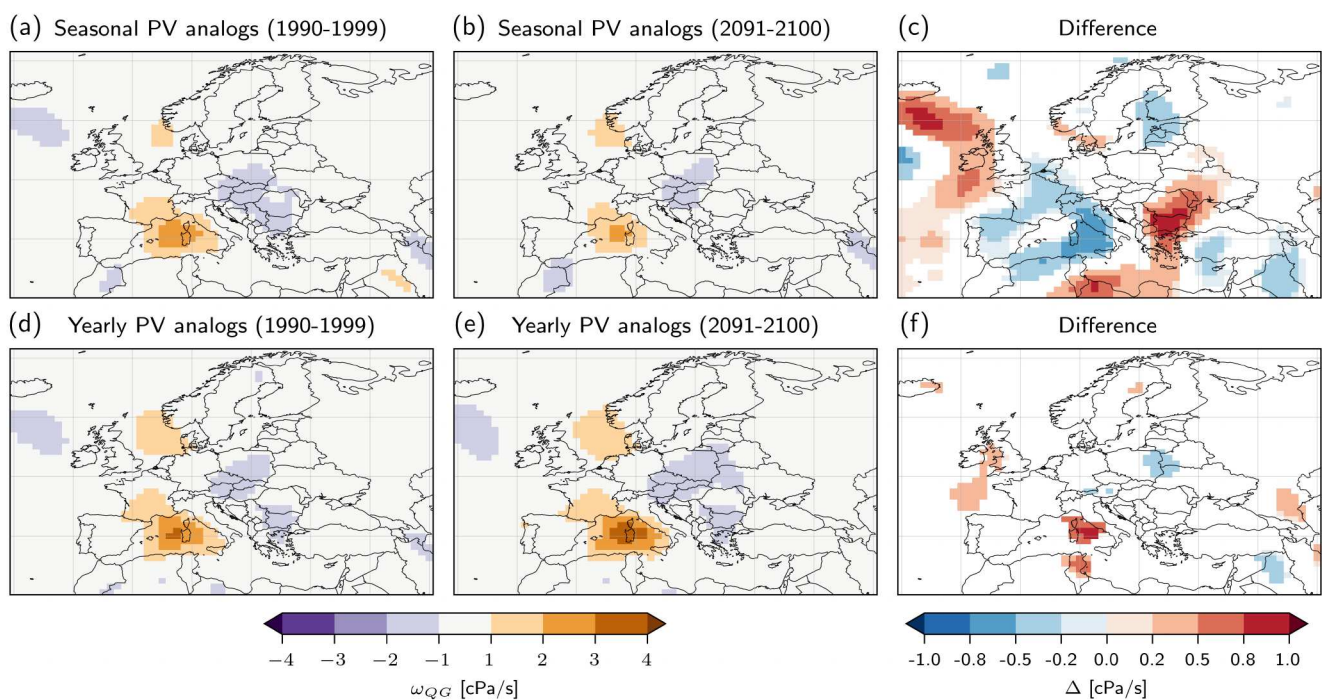 (a) Seasonal PV analogs (1990-1999)
(b) Seasonal PV analogs (2091-2100)
(c) Difference
(d) Yearly PV analogs (1990-1999)
(e) Yearly PV analogs (2091-2100)
(f) Difference
−4 −3 −2 −1 1 2 3 4
ω_QG [cPa/s]
-1.0 -0.8 -0.5 -0.2 0.0 0.2 0.5 0.8 1.0
Δ [cPa/s]